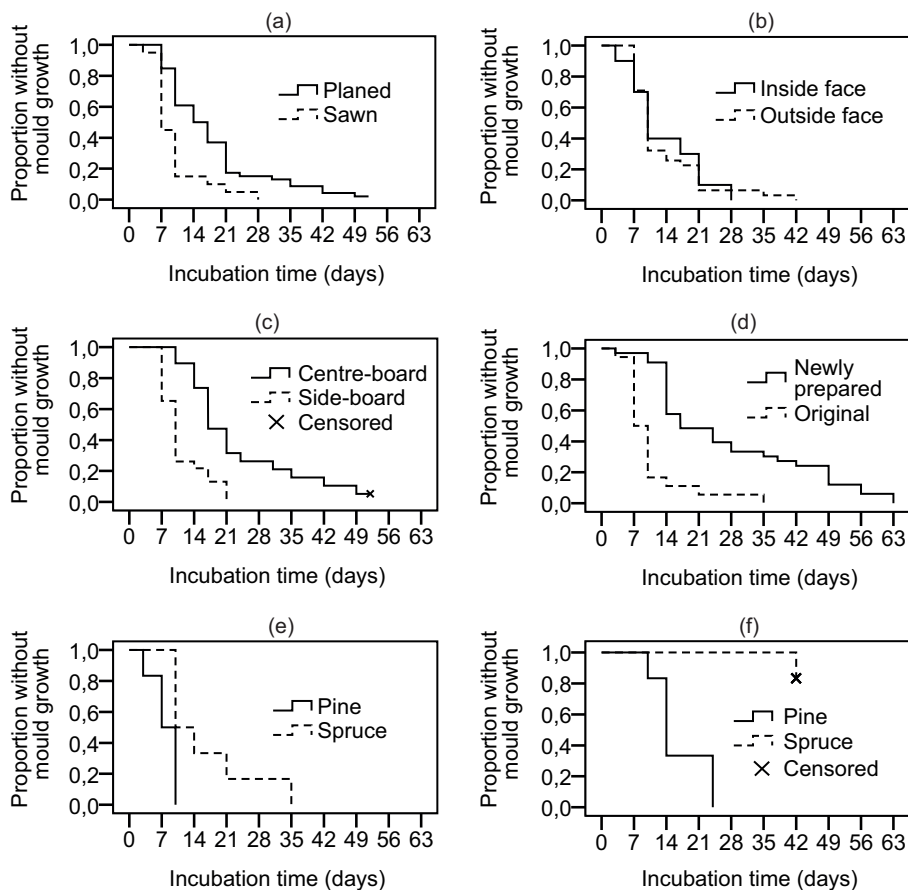 (a)
Proportion without
mould growth
1,0
0,8
0,6
0,4
0,2
0,0
Planed
Sawn
0 7 14 21 28 35 42 49 56 63
Incubation time (days)
(b)
Proportion without
mould growth
1,0
0,8
0,6
0,4
0,2
0,0
Inside face
Outside face
0 7 14 21 28 35 42 49 56 63
Incubation time (days)
(c)
Proportion without
mould growth
1,0
0,8
0,6
0,4
0,2
0,0
Centre-board
Side-board
Censored
0 7 14 21 28 35 42 49 56 63
Incubation time (days)
(d)
Proportion without
mould growth
1,0
0,8
0,6
0,4
0,2
0,0
Newly
prepared
Original
0 7 14 21 28 35 42 49 56 63
Incubation time (days)
(e)
Proportion without
mould growth
1,0
0,8
0,6
0,4
0,2
0,0
Pine
Spruce
0 7 14 21 28 35 42 49 56 63
Incubation time (days)
(f)
Proportion without
mould growth
1,0
0,8
0,6
0,4
0,2
0,0
Pine
Spruce
Censored
0 7 14 21 28 35 42 49 56 63
Incubation time (days)